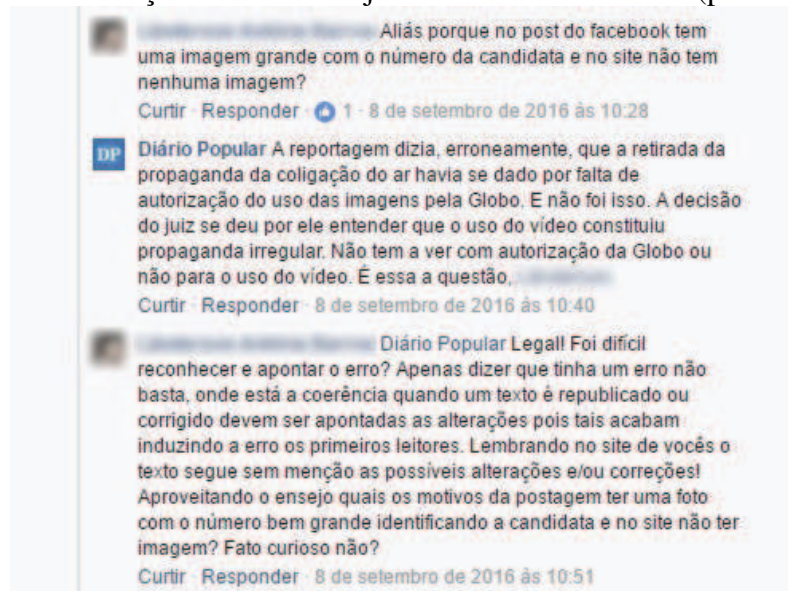 Aliás porque no post do facebook tem
uma imagem grande com o número da candidata e no site não tem
nenhuma imagem?
Curtir · Responder · 1 · 8 de setembro de 2016 às 10:28
DP Diário Popular A reportagem dizia, erroneamente, que a retirada da
propaganda da coligação do ar havia se dado por falta de
autorização do uso das imagens pela Globo. E não foi isso. A decisão
do juiz se deu por ele entender que o uso do vídeo constituiu
propaganda irregular. Não tem a ver com autorização da Globo ou
não para o uso do vídeo. É essa a questão,
Curtir · Responder · 8 de setembro de 2016 às 10:40
Diário Popular Legal! Foi difícil
reconhecer e apontar o erro? Apenas dizer que tinha um erro não
basta, onde está a coerência quando um texto é republicado ou
corrigido devem ser apontadas as alterações pois tais acabam
induzindo a erro os primeiros leitores. Lembrando no site de vocês o
texto segue sem menção as possíveis alterações e/ou correções!
Aproveitando o ensejo quais os motivos da postagem ter uma foto
com o número bem grande identificando a candidata e no site não ter
imagem? Fato curioso não?
Curtir · Responder · 8 de setembro de 2016 às 10:51